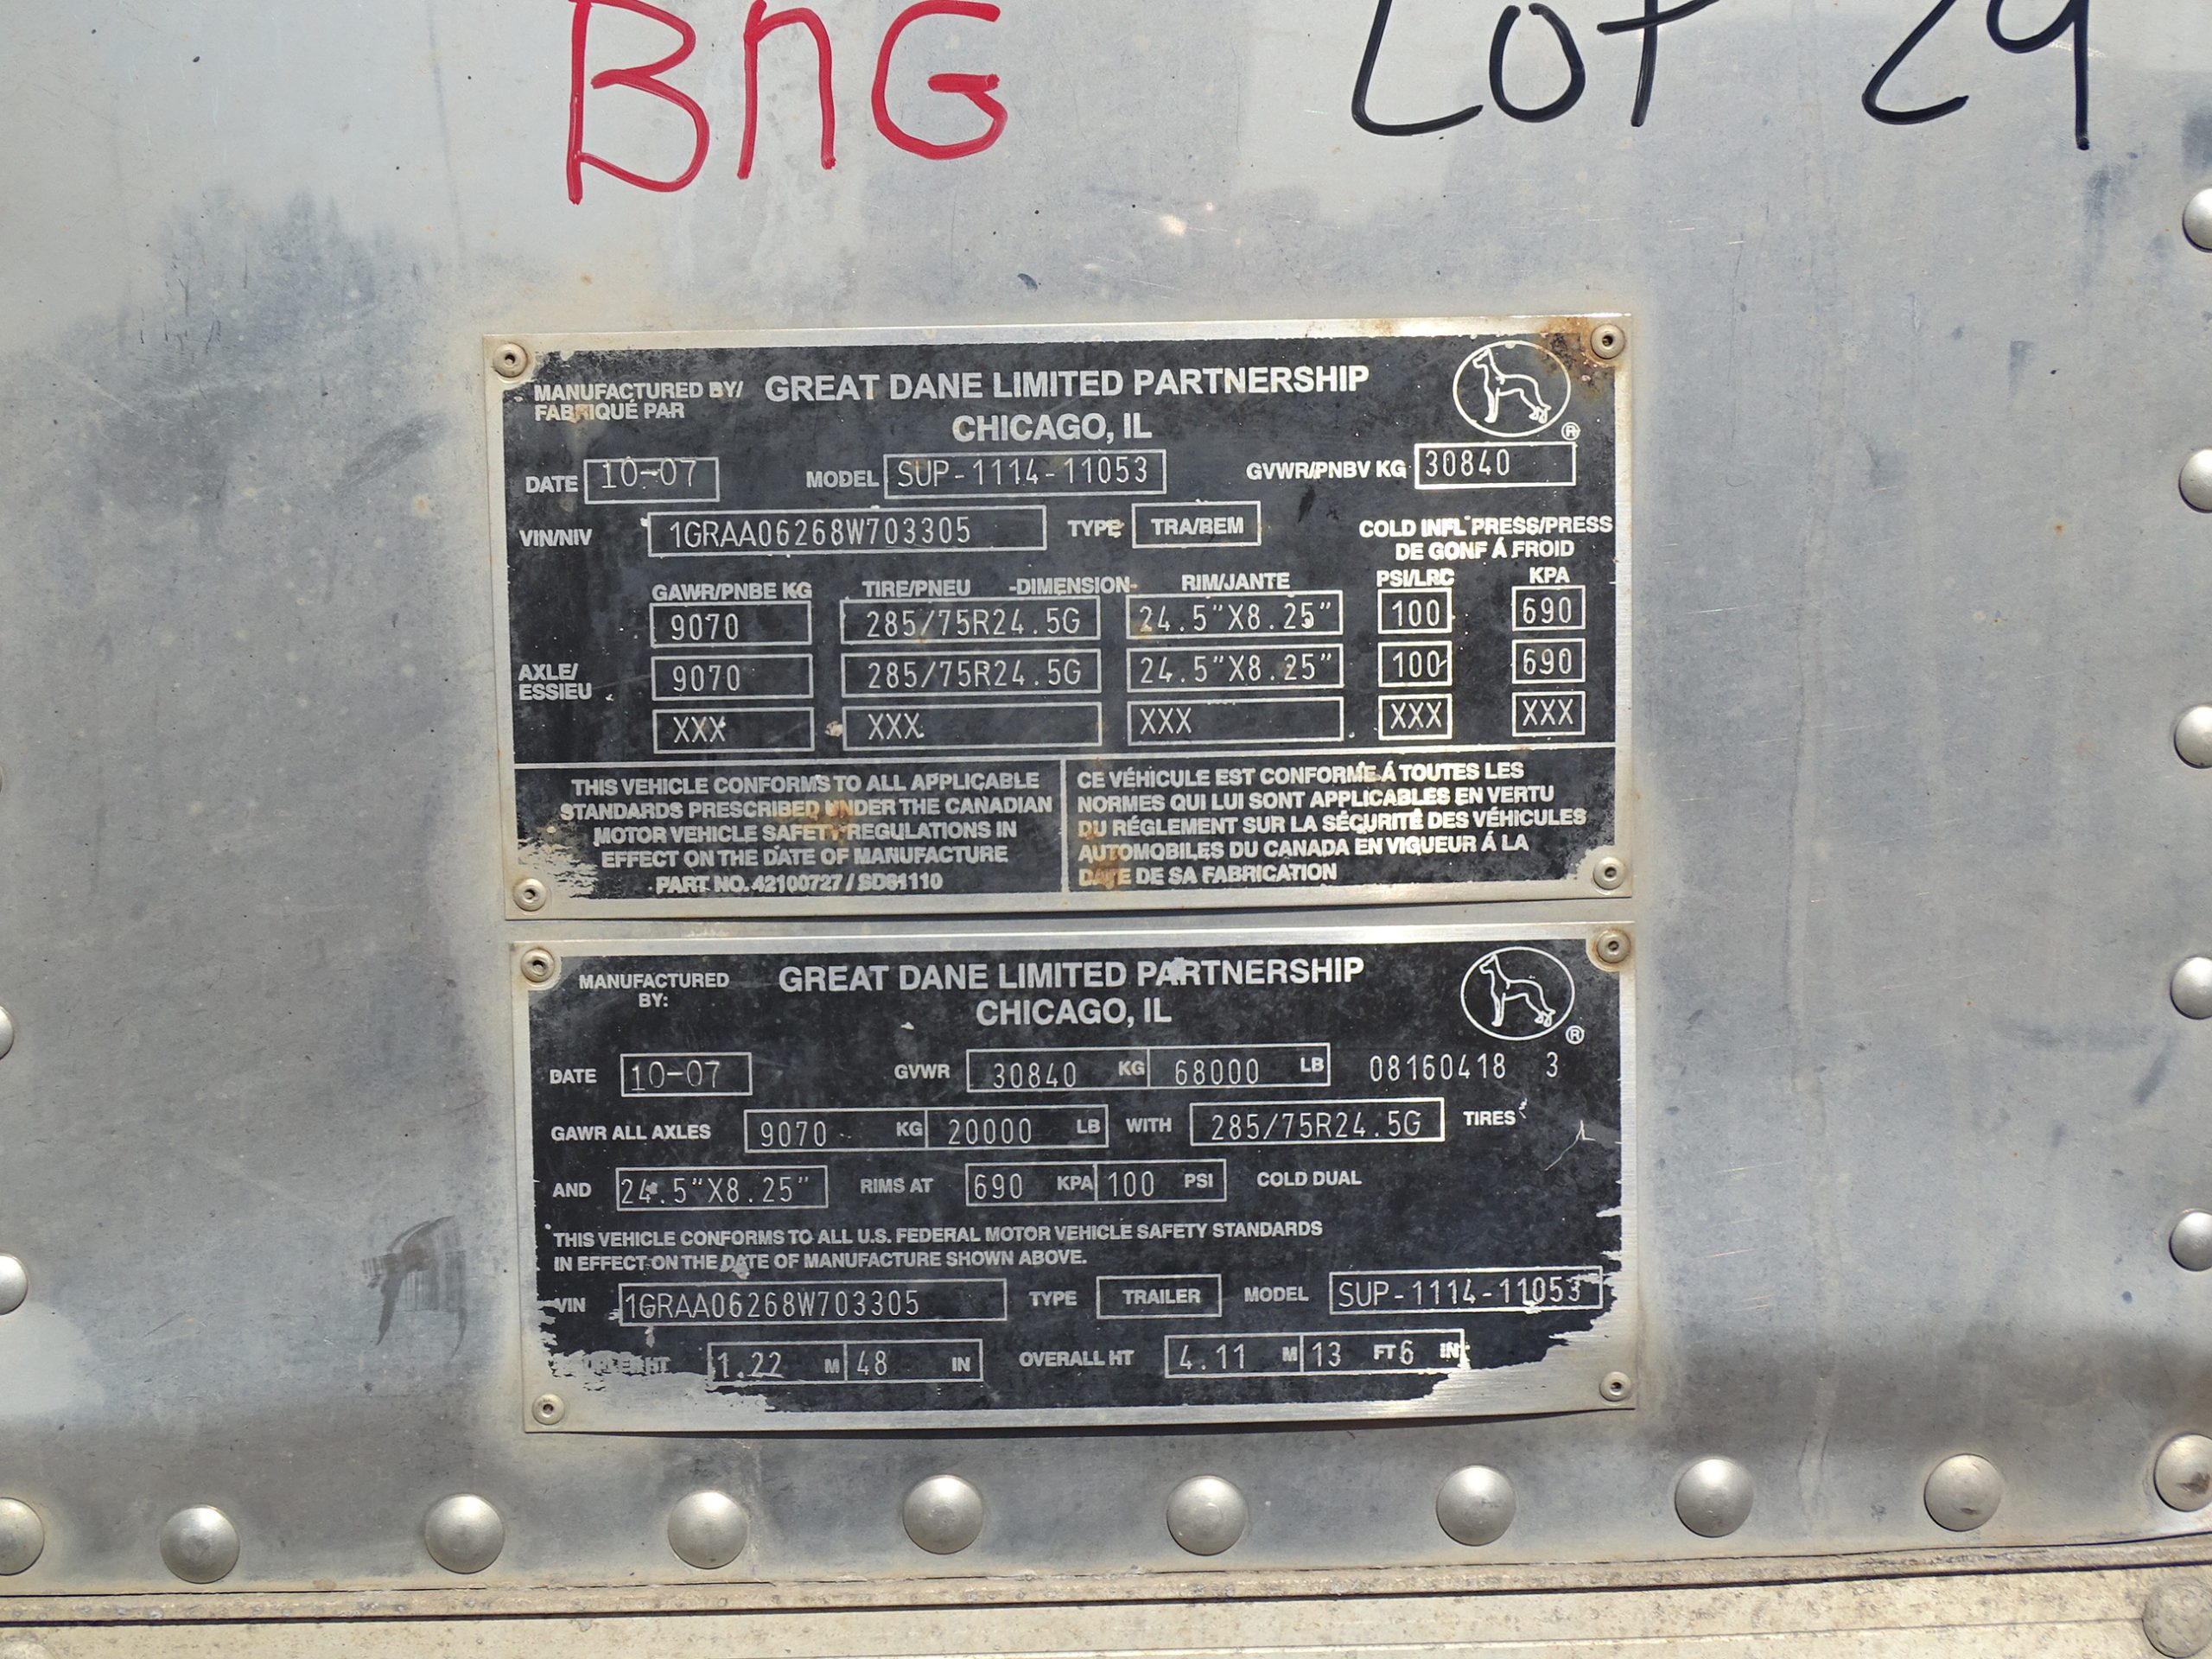 BNG LOT 24
MANUFACTURED BY/ GREAT DANE LIMITED PARTNERSHIP
FABRIQUÉ PAR
CHICAGO, IL
®
DATE 10-07 MODEL SUP-1114-11053 GVWR/PNBV KG 30840
VIN/NIV 1GRAA06268W703305 TYPE TRA/REM COLD INFL PRESS/PRESS
DE GONF Á FROID
GAWR/PNBE KG TIRE/PNEU -DIMENSION- RIM/JANTE PSI/LRC KPA
9070 285/75R24.5G 24.5"X8.25" 100 690
AXLE/
ESSIEU
9070 285/75R24.5G 24.5"X8.25" 100 690
XXX XXX XXX XXX XXX
THIS VEHICLE CONFORMS TO ALL APPLICABLE
STANDARDS PRESCRIBED UNDER THE CANADIAN
MOTOR VEHICLE SAFETY REGULATIONS IN
EFFECT ON THE DATE OF MANUFACTURE
PART NO. 42100727 / SD61110
CE VÉHICULE EST CONFORME Á TOUTES LES
NORMES QUI LUI SONT APPLICABLES EN VERTU
DU RÉGLEMENT SUR LA SÉCURITÉ DES VÉHICULES
AUTOMOBILES DU CANADA EN VIGUEUR Á LA
DATE DE SA FABRICATION
MANUFACTURED
BY:
GREAT DANE LIMITED PARTNERSHIP
CHICAGO, IL
®
DATE 10-07 GVWR 30840 KG 68000 LB 08160418 3
GAWR ALL AXLES 9070 KG 20000 LB WITH 285/75R24.5G TIRES
AND 24.5"X8.25" RIMS AT 690 KPA 100 PSI COLD DUAL
THIS VEHICLE CONFORMS TO ALL U.S. FEDERAL MOTOR VEHICLE SAFETY STANDARDS
IN EFFECT ON THE DATE OF MANUFACTURE SHOWN ABOVE.
VIN 1GRAA06268W703305 TYPE TRAILER MODEL SUP-1114-11053
HT 1.22 M 48 IN OVERALL HT 4.11 M 13 FT 6 IN